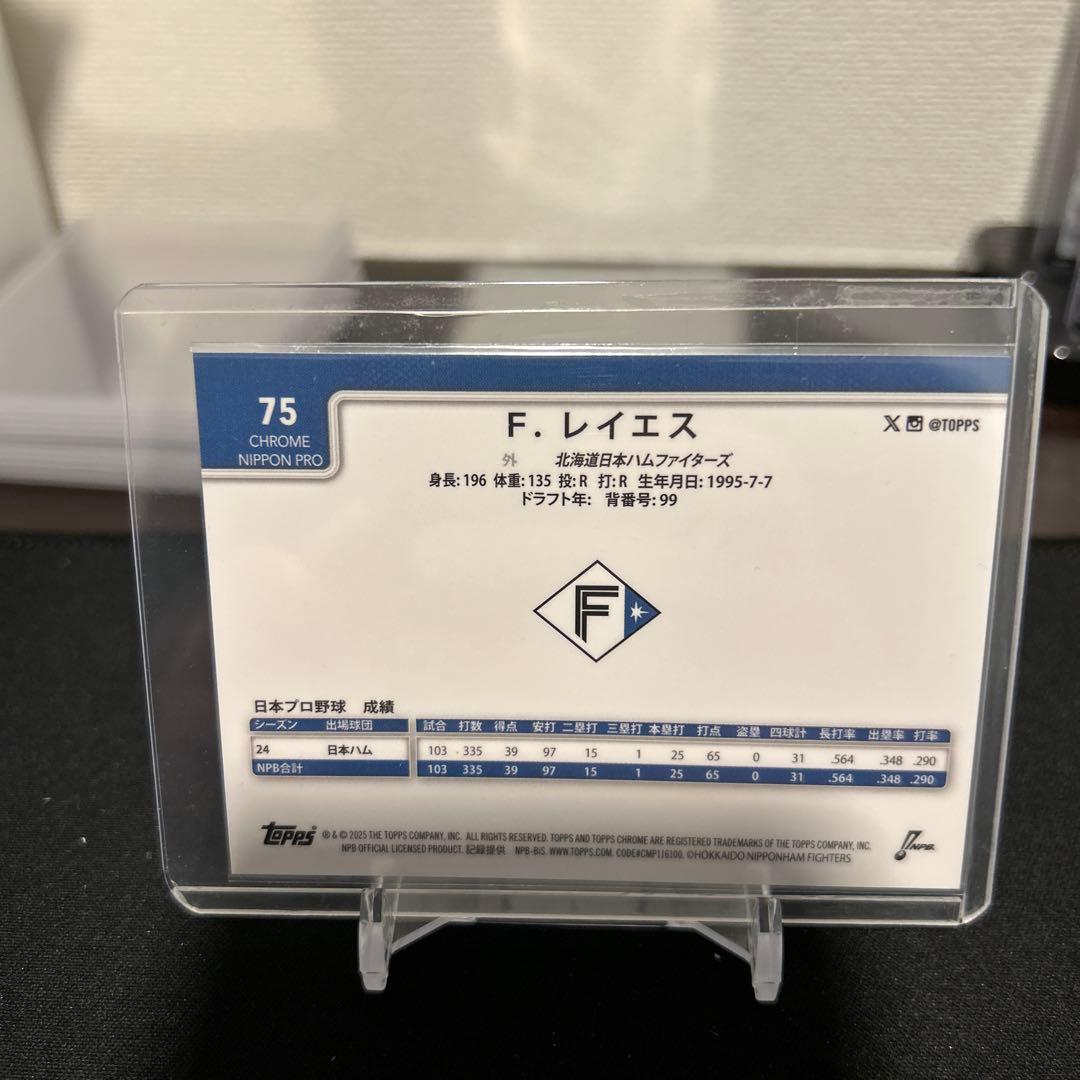 75
CHROME
NIPPON PRO
F. レイエス
@TOPPS
外 北海道日本ハムファイターズ
身長: 196 体重: 135 投: R 打: R 生年月日: 1995-7-7
ドラフト年: 背番号: 99
F
日本プロ野球 成績
シーズン 出場球団 試合 打数 得点 安打 二塁打 三塁打 本塁打 打点 盗塁 四球計 長打率 出塁率 打率
24 日本ハム 103 335 39 97 15 1 25 65 0 31 .564 .348 .290
NPB合計 103 335 39 97 15 1 25 65 0 31 .564 .348 .290
topps ® & © 2025 THE TOPPS COMPANY, INC. ALL RIGHTS RESERVED. TOPPS AND TOPPS CHROME ARE REGISTERED TRADEMARKS OF THE TOPPS COMPANY, INC.
NPB OFFICIAL LICENSED PRODUCT. 記録提供 NPB-BIS. WWW.TOPPS.COM. CODE#CMP116100. ©HOKKAIDO NIPPONHAM FIGHTERS
NPB